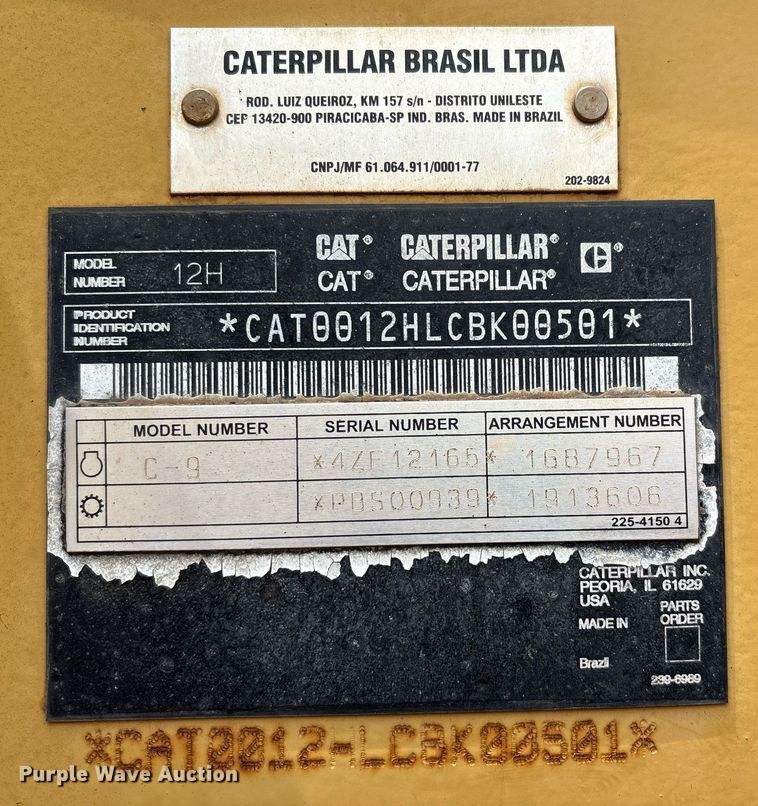 CATERPILLAR BRASIL LTDA
ROD. LUIZ QUEIROZ, KM 157 s/n - DISTRITO UNILESTE
CEP 13420-900 PIRACICABA-SP IND. BRAS. MADE IN BRAZIL
CNPJ/MF 61.064.911/0001-77
202-9824
CAT® CATERPILLAR®
MODEL NUMBER 12H
CAT® CATERPILLAR®
PRODUCT IDENTIFICATION NUMBER *CAT0012HLCBK00501*
MODEL NUMBER SERIAL NUMBER ARRANGEMENT NUMBER
C-9 *4ZF12165* 1687967
*PBS00939* 1913606
225-4150 4
CATERPILLAR INC.
PEORIA, IL 61629
USA
PARTS
MADE IN ORDER
Brazil
239-6969
*CAT0012HLCBK00501*
Purple Wave Auction